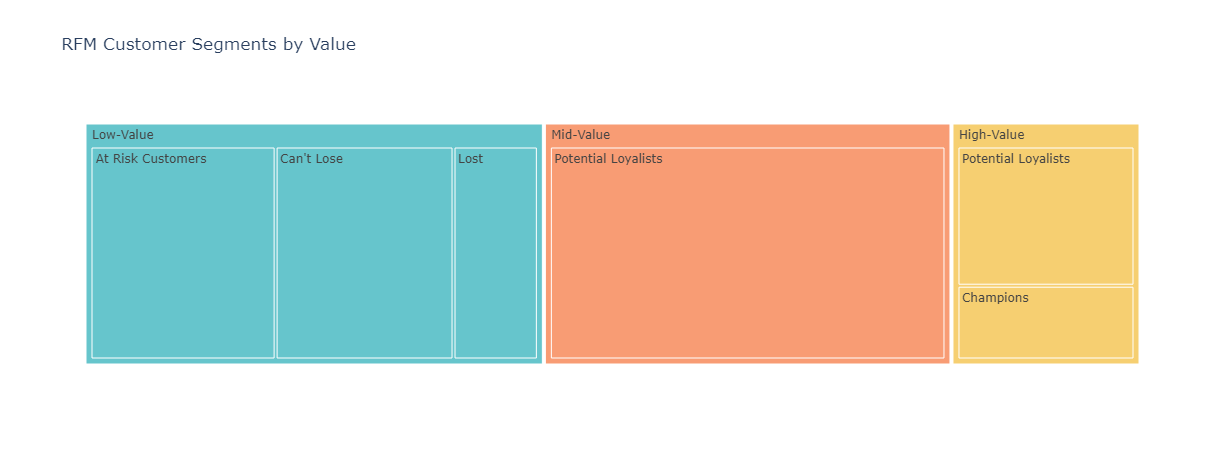 RFM Customer Segments by Value
Low-Value
At Risk Customers
Can't Lose
Lost
Mid-Value
Potential Loyalists
High-Value
Potential Loyalists
Champions